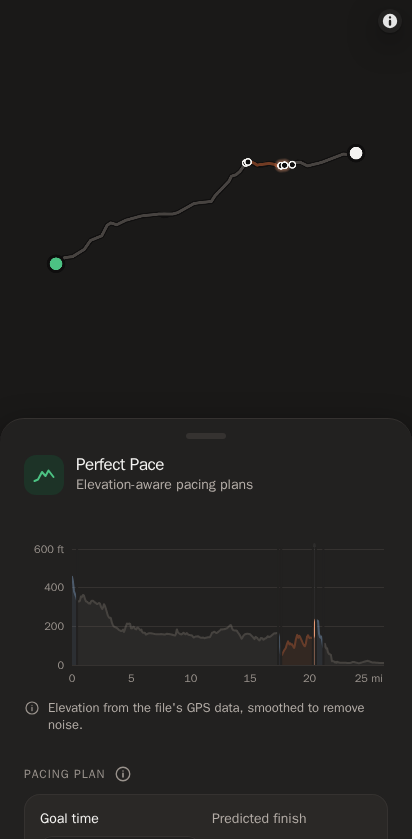 Perfect Pace
Elevation-aware pacing plans
600 ft
400
200
0
0 5 10 15 20 25 mi
Elevation from the file's GPS data, smoothed to remove
noise.
PACING PLAN
Goal time Predicted finish